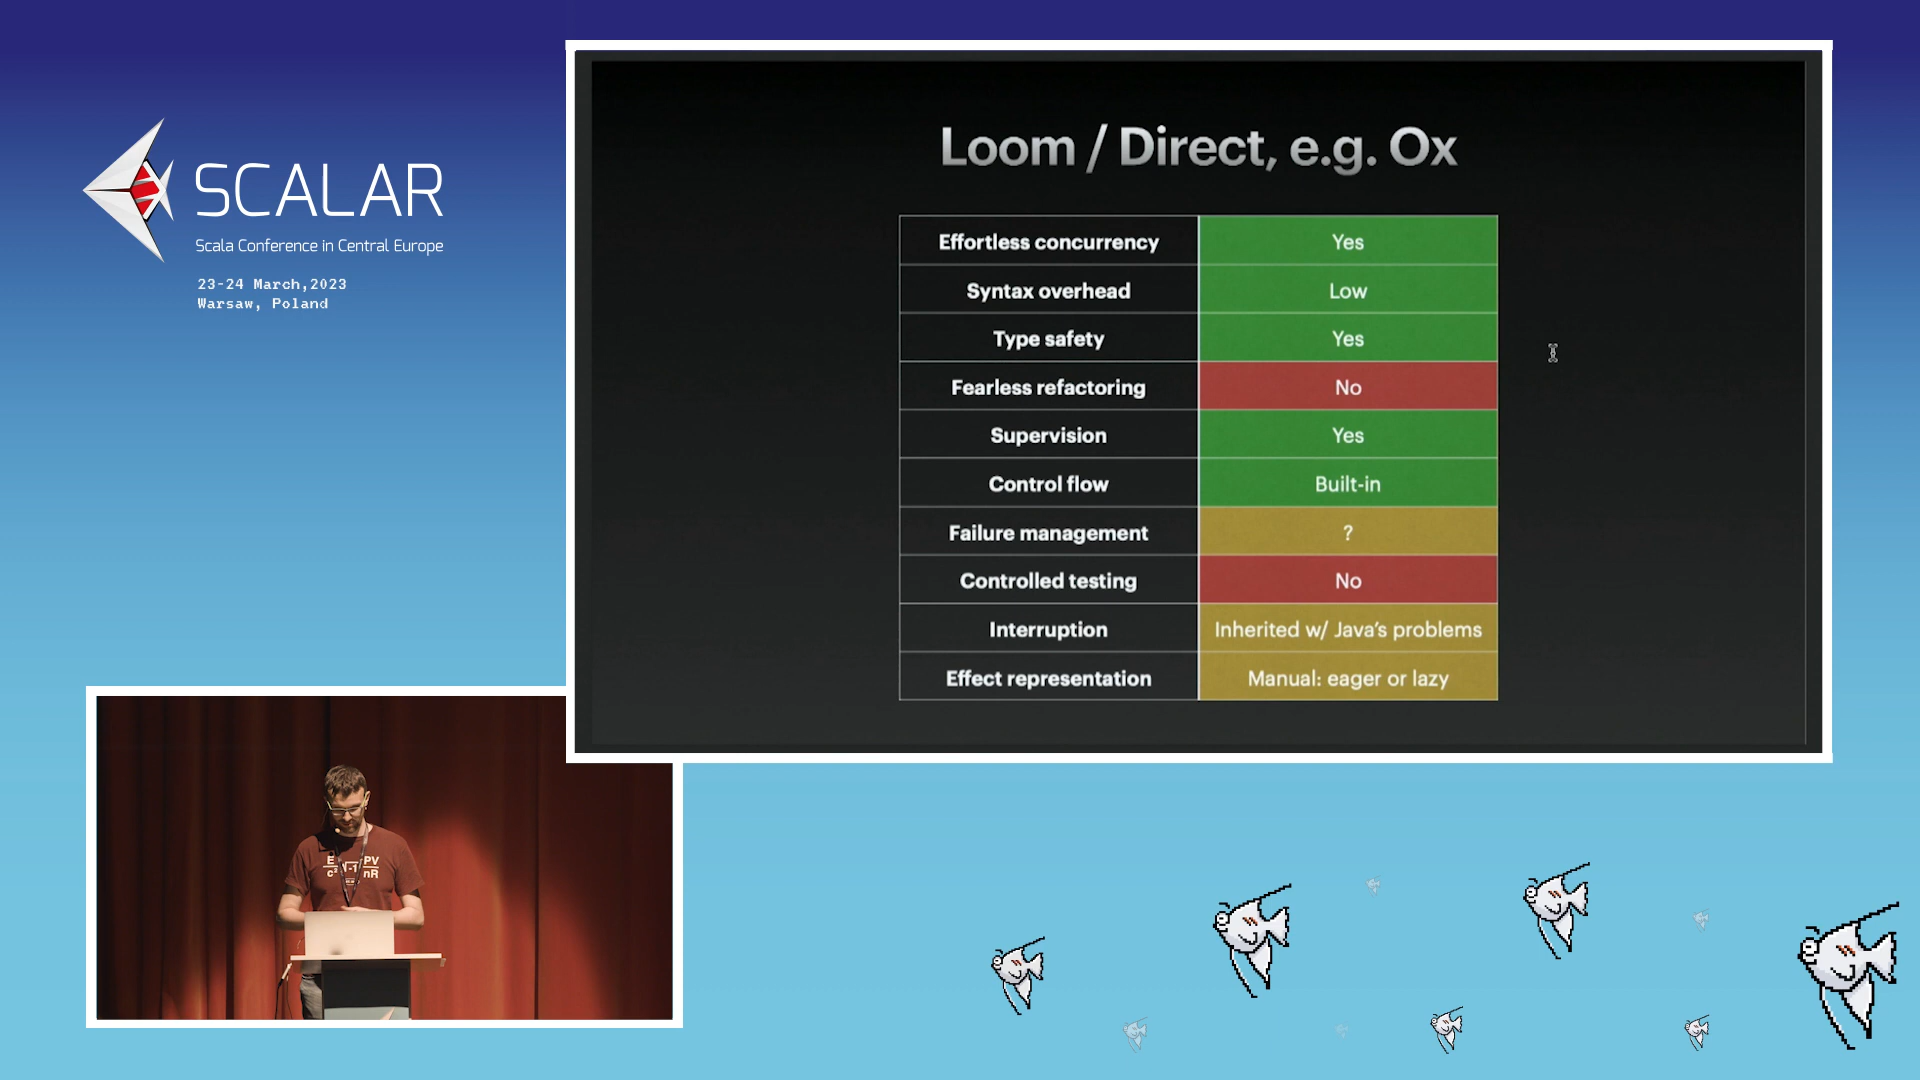 SCALAR
Scala Conference in Central Europe
23-24 March,2023
Warsaw, Poland
Loom / Direct, e.g. Ox
Effortless concurrency Yes
Syntax overhead Low
Type safety Yes
Fearless refactoring No
Supervision Yes
Control flow Built-in
Failure management ?
Controlled testing No
Interruption Inherited w/ Java's problems
Effect representation Manual: eager or lazy